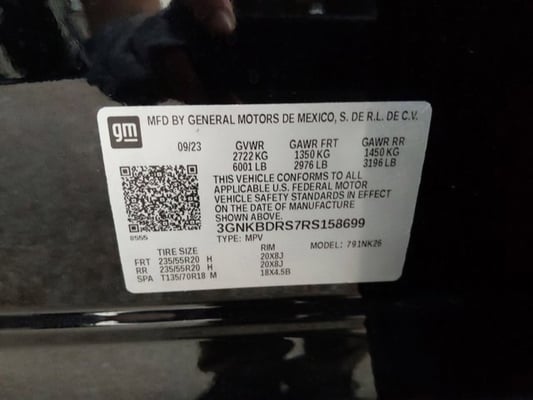 gm
MFD BY GENERAL MOTORS DE MEXICO, S. DE R.L. DE C.V.
09/23 GVWR GAWR FRT GAWR RR
2722 KG 1350 KG 1450 KG
6001 LB 2976 LB 3196 LB
THIS VEHICLE CONFORMS TO ALL
APPLICABLE U.S. FEDERAL MOTOR
VEHICLE SAFETY STANDARDS IN EFFECT
ON THE DATE OF MANUFACTURE
SHOWN ABOVE.
3GNKBDRS7RS158699
8555 TYPE: MPV MODEL: 791NK26
TIRE SIZE RIM
FRT 235/55R20 H 20X8J
RR 235/55R20 H 20X8J
SPA T135/70R18 M 18X4.5B